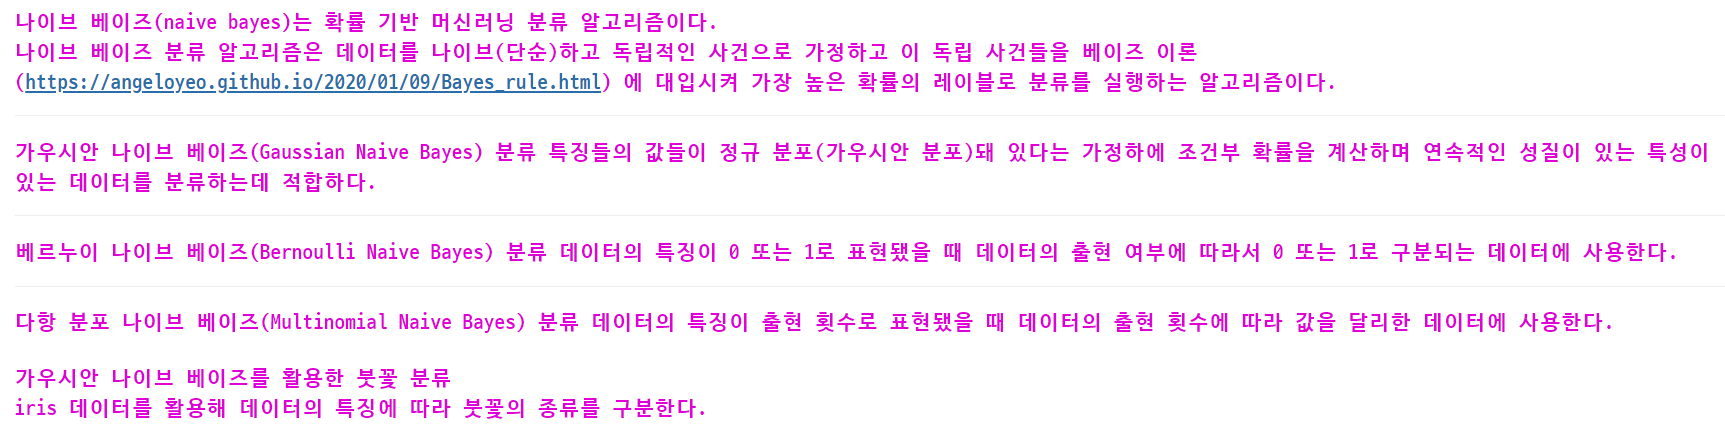 나이브 베이즈(naive bayes)는 확률 기반 머신러닝 분류 알고리즘이다.
나이브 베이즈 분류 알고리즘은 데이터를 나이브(단순)하고 독립적인 사건으로 가정하고 이 독립 사건들을 베이즈 이론
(https://angeloyeo.github.io/2020/01/09/Bayes_rule.html) 에 대입시켜 가장 높은 확률의 레이블로 분류를 실행하는 알고리즘이다.
가우시안 나이브 베이즈(Gaussian Naive Bayes) 분류 특징들의 값들이 정규 분포(가우시안 분포)돼 있다는 가정하에 조건부 확률을 계산하며 연속적인 성질이 있는 특성이
있는 데이터를 분류하는데 적합하다.
베르누이 나이브 베이즈(Bernoulli Naive Bayes) 분류 데이터의 특징이 0 또는 1로 표현됐을 때 데이터의 출현 여부에 따라서 0 또는 1로 구분되는 데이터에 사용한다.
다항 분포 나이브 베이즈(Multinomial Naive Bayes) 분류 데이터의 특징이 출현 횟수로 표현됐을 때 데이터의 출현 횟수에 따라 값을 달리한 데이터에 사용한다.
가우시안 나이브 베이즈를 활용한 붓꽃 분류
iris 데이터를 활용해 데이터의 특징에 따라 붓꽃의 종류를 구분한다.